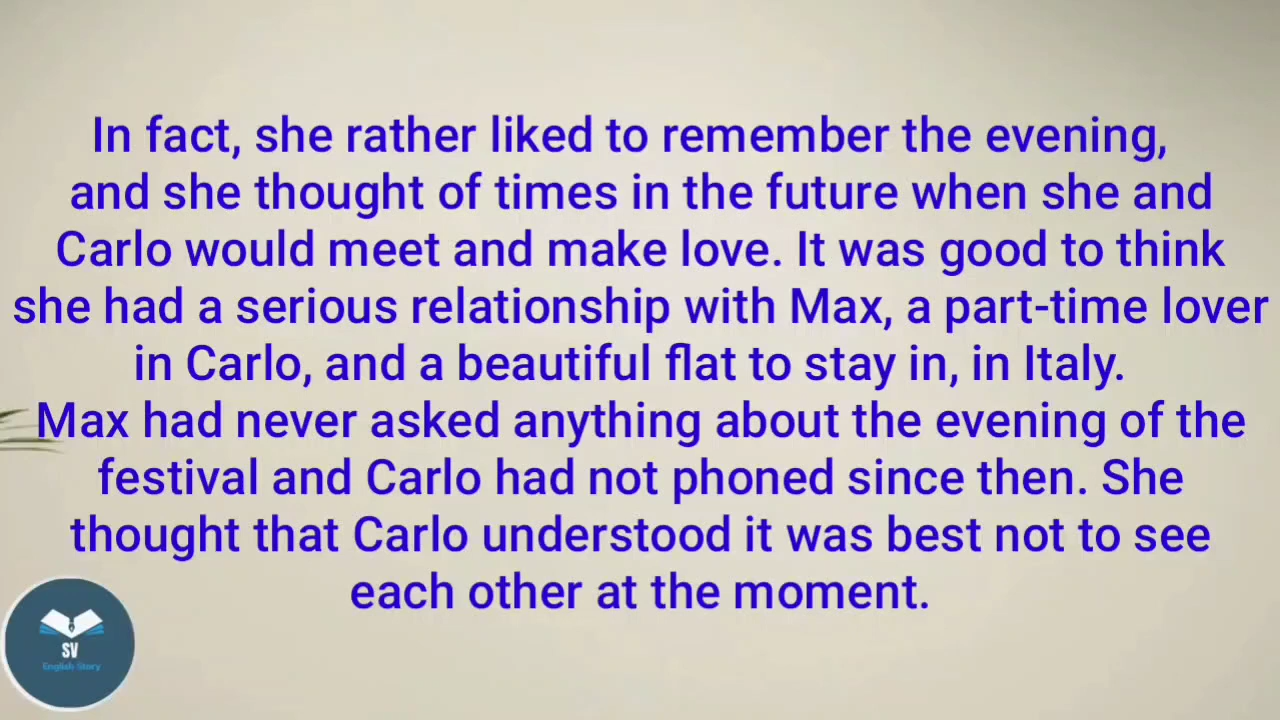 In fact, she rather liked to remember the evening,
and she thought of times in the future when she and
Carlo would meet and make love. It was good to think
she had a serious relationship with Max, a part-time lover
in Carlo, and a beautiful flat to stay in, in Italy.
Max had never asked anything about the evening of the
festival and Carlo had not phoned since then. She
thought that Carlo understood it was best not to see
each other at the moment.
SV
English Story